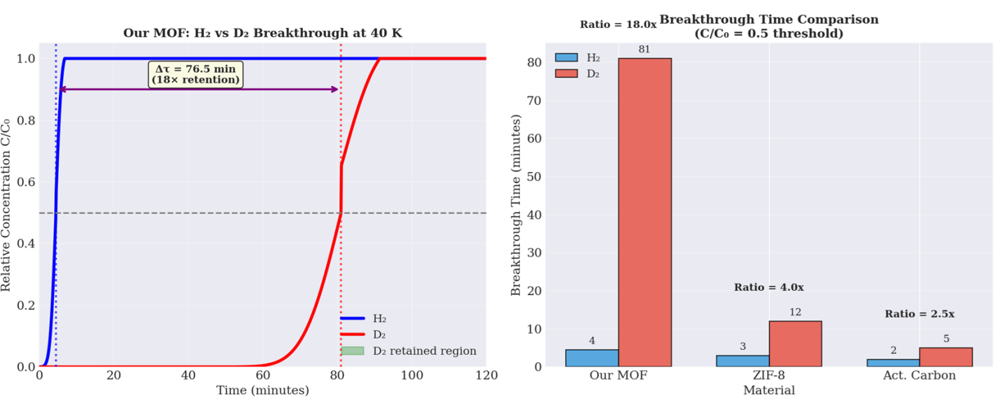 Our MOF: H₂ vs D₂ Breakthrough at 40 K
Relative Concentration C/C₀
1.0
0.8
0.6
0.4
0.2
0.0
Δτ = 76.5 min
(18× retention)
H₂
D₂
D₂ retained region
0
20
40
60
80
100
120
Time (minutes)
Ratio = 18.0x
Breakthrough Time Comparison
(C/C₀ = 0.5 threshold)
Breakthrough Time (minutes)
80
70
60
50
40
30
20
10
0
H₂
D₂
4
81
Ratio = 4.0x
3
12
Ratio = 2.5x
2
5
Our MOF
ZIF-8
Act. Carbon
Material